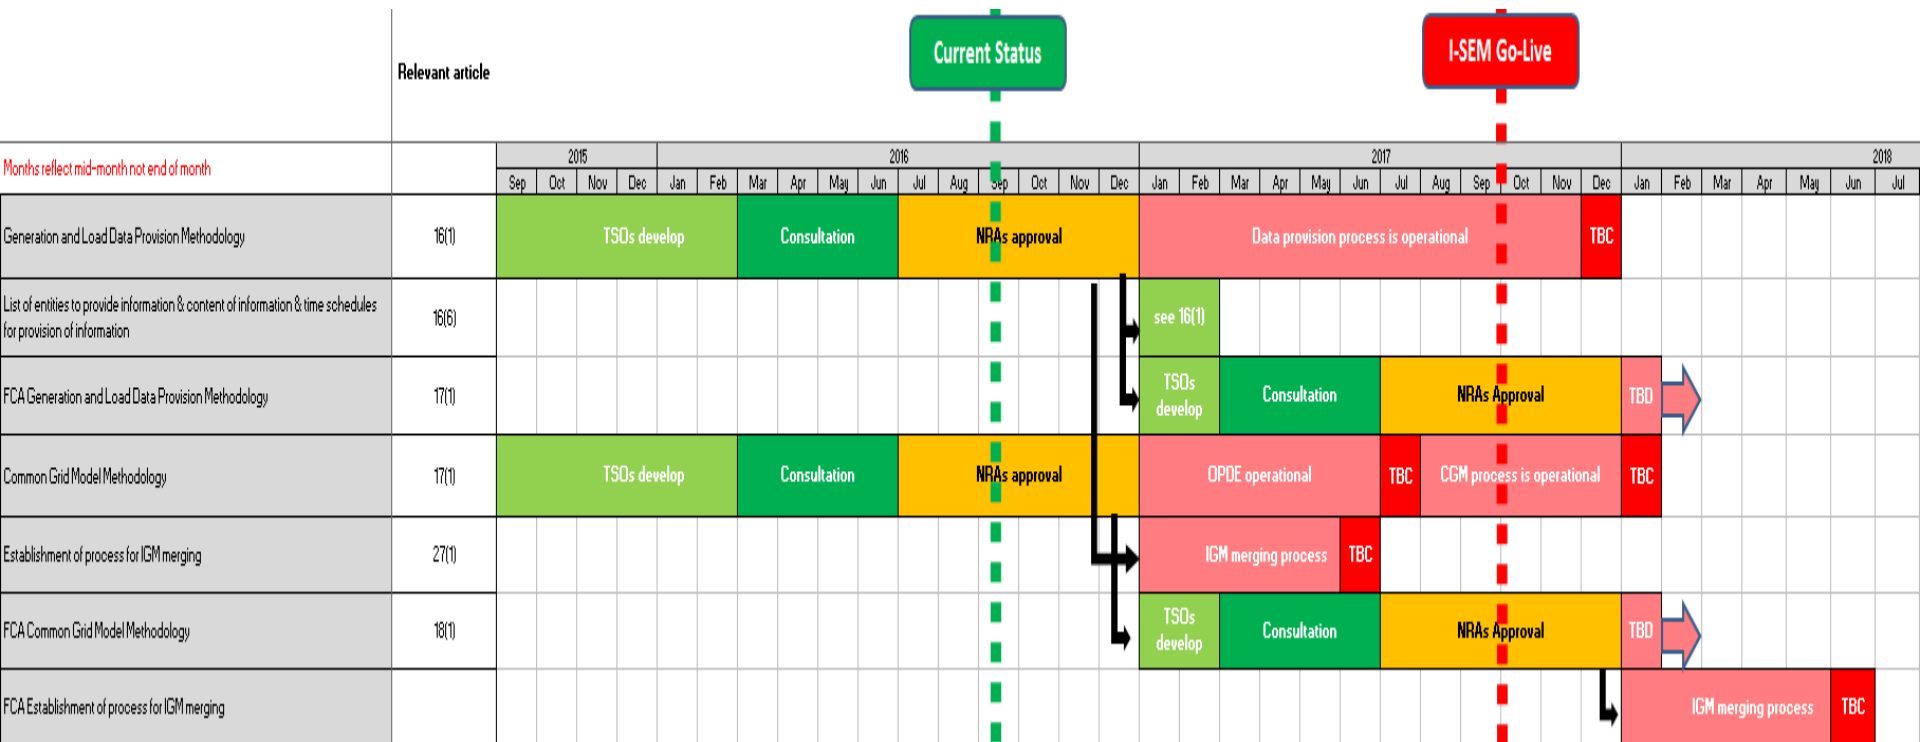 Current Status
I-SEM Go-Live
Relevant article
Months reflect mid-month not end of month
2015 2016 2017 2018
Sep Oct Nov Dec Jan Feb Mar Apr May Jun Jul Aug Sep Oct Nov Dec Jan Feb Mar Apr May Jun Jul Aug Sep Oct Nov Dec Jan Feb Mar Apr May Jun Jul
Generation and Load Data Provision Methodology 16(1) TSOs develop Consultation NRAs approval Data provision process is operational TBC
List of entities to provide information & content of information & time schedules
for provision of information
16(6) see 16(1)
FCA Generation and Load Data Provision Methodology 17(1) TSOs
develop
Consultation NRAs Approval TBD
Common Grid Model Methodology 17(1) TSOs develop Consultation NRAs approval OPDE operational TBC CGM process is operational TBC
Establishment of process for IGM merging 27(1) IGM merging process TBC
FCA Common Grid Model Methodology 18(1) TSOs
develop
Consultation NRAs Approval TBD
FCA Establishment of process for IGM merging IGM merging process TBC